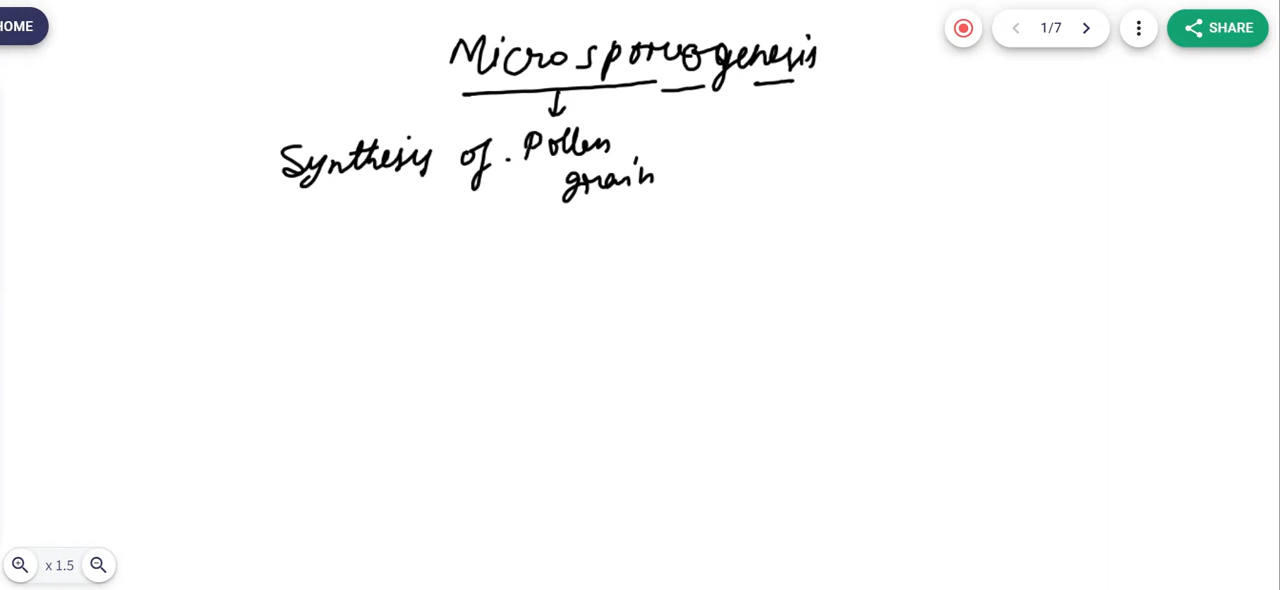 HOME
1/7
SHARE
Microsporogenesis
Synthesis of. Pollen
grain
x 1.5